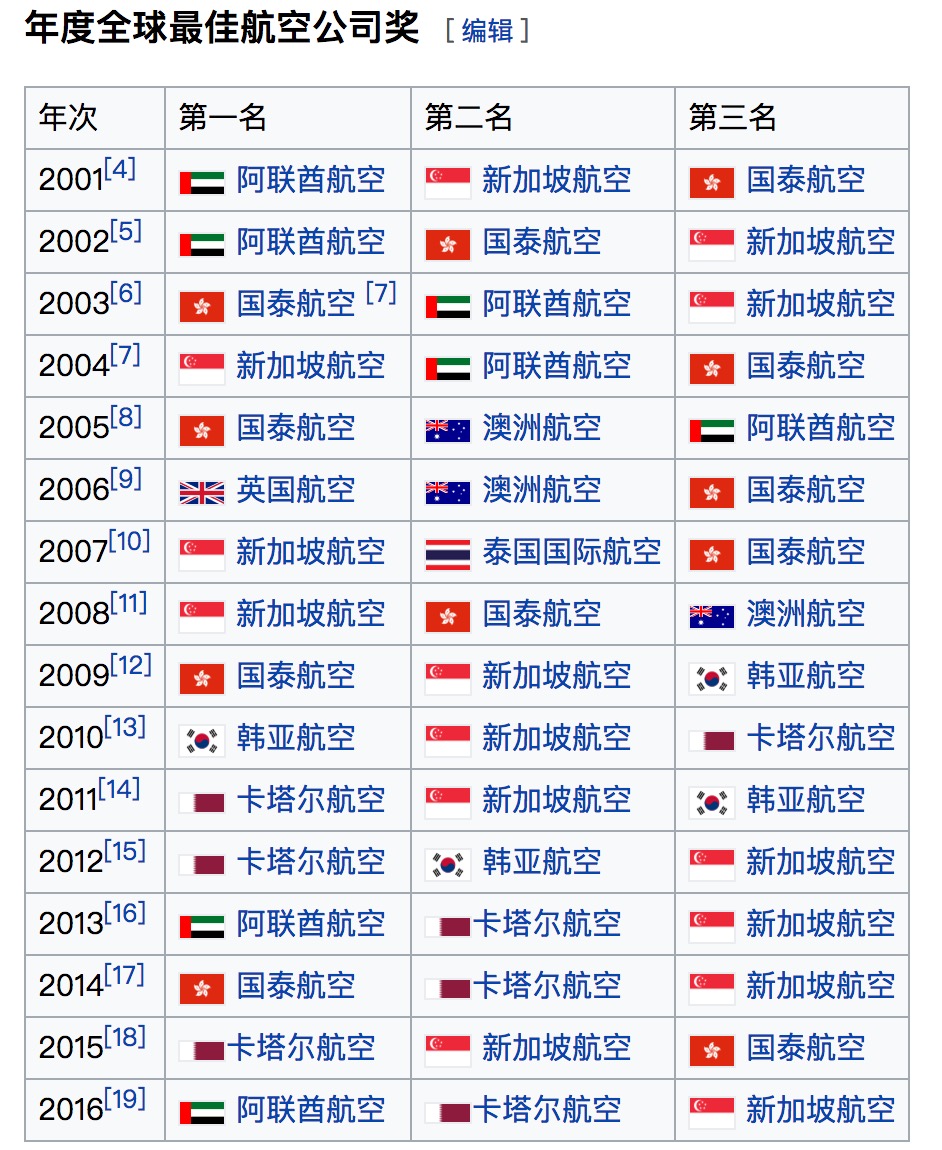 年度全球最佳航空公司奖 [编辑]
年次 第一名 第二名 第三名
2001[4] 阿联酋航空 新加坡航空 国泰航空
2002[5] 阿联酋航空 国泰航空 新加坡航空
2003[6] 国泰航空 [7] 阿联酋航空 新加坡航空
2004[7] 新加坡航空 阿联酋航空 国泰航空
2005[8] 国泰航空 澳洲航空 阿联酋航空
2006[9] 英国航空 澳洲航空 国泰航空
2007[10] 新加坡航空 泰国国际航空 国泰航空
2008[11] 新加坡航空 国泰航空 澳洲航空
2009[12] 国泰航空 新加坡航空 韩亚航空
2010[13] 韩亚航空 新加坡航空 卡塔尔航空
2011[14] 卡塔尔航空 新加坡航空 韩亚航空
2012[15] 卡塔尔航空 韩亚航空 新加坡航空
2013[16] 阿联酋航空 卡塔尔航空 新加坡航空
2014[17] 国泰航空 卡塔尔航空 新加坡航空
2015[18] 卡塔尔航空 新加坡航空 国泰航空
2016[19] 阿联酋航空 卡塔尔航空 新加坡航空